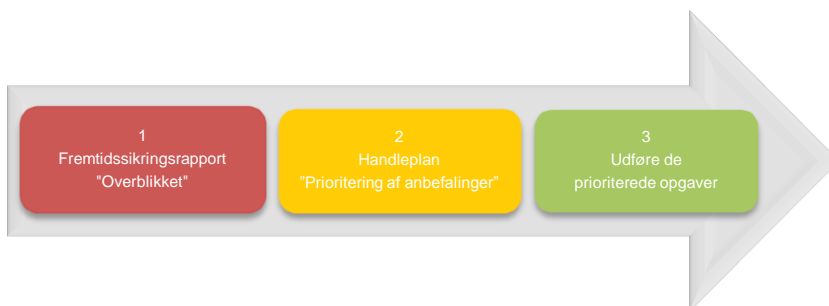 1
Fremtidssikringsrapport
"Overblikket"
2
Handleplan
"Prioritering af anbefalinger"
3
Udføre de
prioriterede opgaver